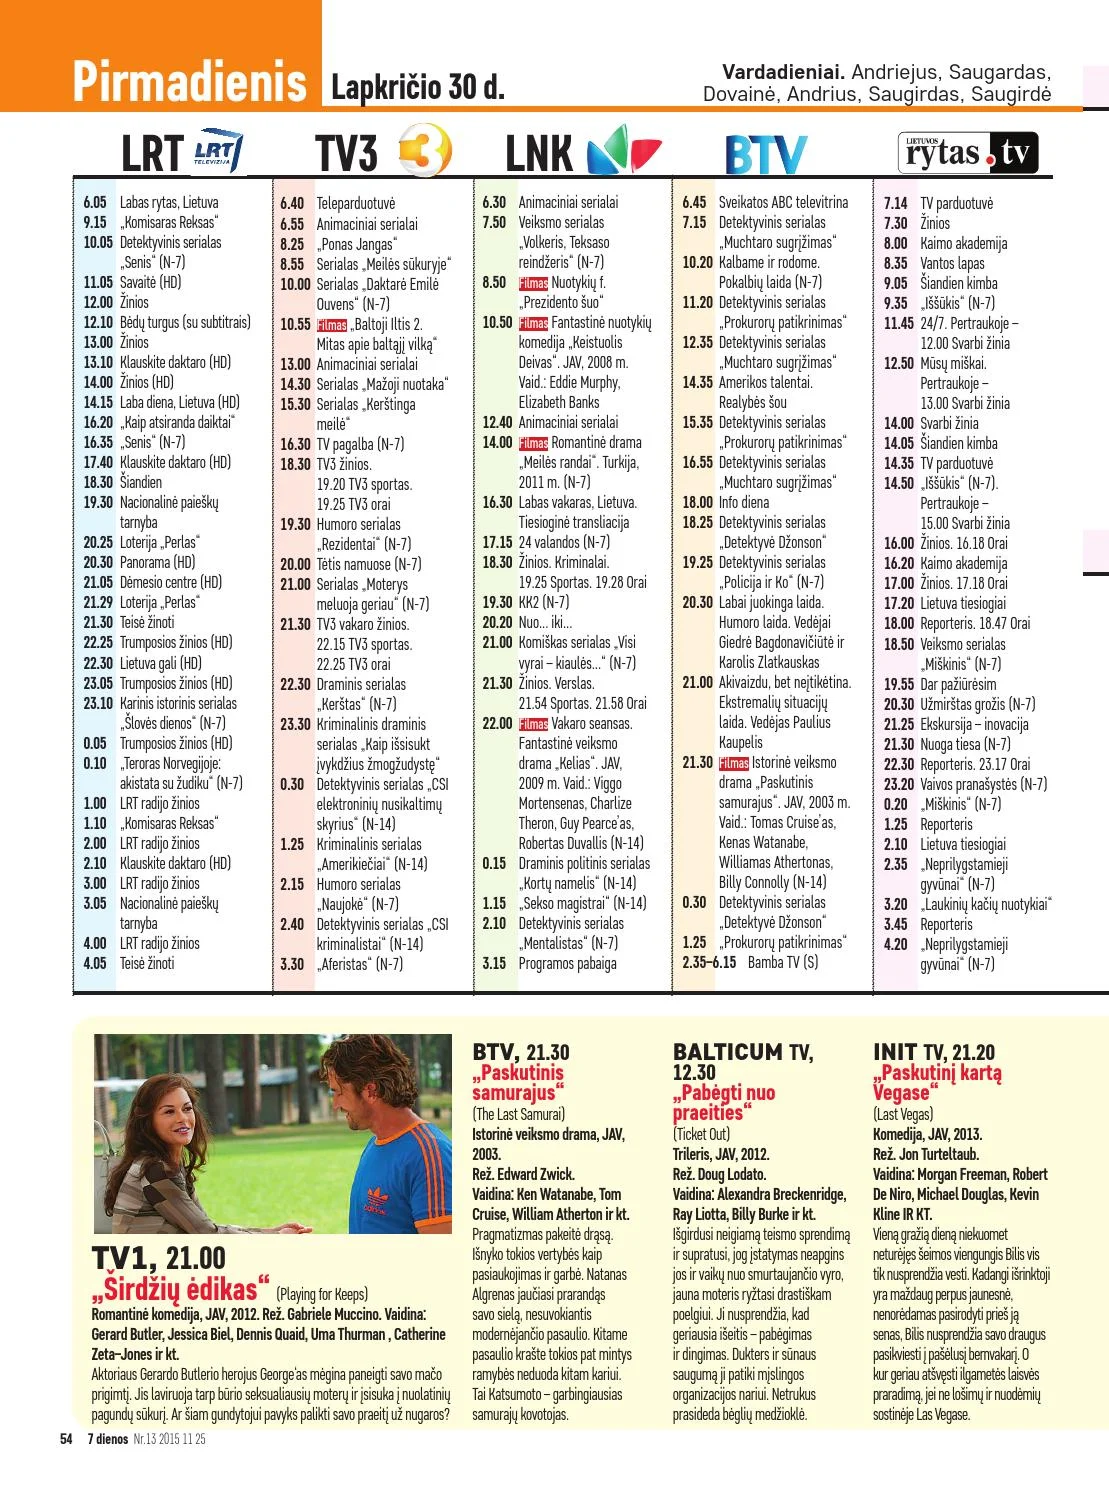 Pirmadienis Lapkričio 30 d.
Vardadieniai. Andriejus, Saugardas,
Dovainė, Andrius, Saugirdas, Saugirdė
LRT
LRT
TELEVIZIJA
6.05 Labas rytas, Lietuva
9.15 „Komisaras Reksas“
10.05 Detektyvinis serialas
„Senis“ (N-7)
11.05 Savaitė (HD)
12.00 Žinios
12.10 Bėdų turgus (su subtitrais)
13.00 Žinios
13.10 Klauskite daktaro (HD)
14.00 Žinios (HD)
14.15 Laba diena, Lietuva (HD)
16.20 „Kaip atsiranda daiktai“
16.35 „Senis“ (N-7)
17.40 Klauskite daktaro (HD)
18.30 Šiandien
19.30 Nacionalinė paieškų
tarnyba
20.25 Loterija „Perlas“
20.30 Panorama (HD)
21.05 Dėmesio centre (HD)
21.29 Loterija „Perlas“
21.30 Teisė žinoti
22.25 Trumposios žinios (HD)
22.30 Lietuva gali (HD)
23.05 Trumposios žinios (HD)
23.10 Karinis istorinis serialas
„Šlovės dienos“ (N-7)
0.05 Trumposios žinios (HD)
0.10 „Teroras Norvegijoje:
akistata su žudiku“ (N-7)
1.00 LRT radijo žinios
1.10 „Komisaras Reksas“
2.00 LRT radijo žinios
2.10 Klauskite daktaro (HD)
3.00 LRT radijo žinios
3.05 Nacionalinė paieškų
tarnyba
4.00 LRT radijo žinios
4.05 Teisė žinoti
TV3
3
6.40 Teleparduotuvė
6.55 Animaciniai serialai
8.25 „Ponas Jangas“
8.55 Serialas „Meilės sūkuryje“
10.00 Serialas „Daktarė Emilė
Ouvens“ (N-7)
10.55 Filmas „Baltoji Iltis 2.
Mitas apie baltąjį vilką“
13.00 Animaciniai serialai
14.30 Serialas „Mažoji nuotaka“
15.30 Serialas „Kerštinga
meilė“
16.30 TV pagalba (N-7)
18.30 TV3 žinios.
19.20 TV3 sportas.
19.25 TV3 orai
19.30 Humoro serialas
„Rezidentai“ (N-7)
20.00 Tėtis namuose (N-7)
21.00 Serialas „Moterys
meluoja geriau“ (N-7)
21.30 TV3 vakaro žinios.
22.15 TV3 sportas.
22.25 TV3 orai
22.30 Draminis serialas
„Kerštas“ (N-7)
23.30 Kriminalinis draminis
serialas „Kaip išsisukt
įvykdžius žmogžudystę“
0.30 Detektyvinis serialas „CSI
elektroninių nusikaltimų
skyrius“ (N-14)
1.25 Kriminalinis serialas
„Amerikiečiai“ (N-14)
2.15 Humoro serialas
„Naujokė“ (N-7)
2.40 Detektyvinis serialas „CSI
kriminalistai“ (N-14)
3.30 „Aferistas“ (N-7)
LNK
6.30 Animaciniai serialai
7.50 Veiksmo serialas
„Volkeris, Teksaso
reindžeris“ (N-7)
8.50 Filmas Nuotykių f.
„Prezidento šuo“
10.50 Filmas Fantastinė nuotykių
komedija „Keistuolis
Deivas“. JAV, 2008 m.
Vaid.: Eddie Murphy,
Elizabeth Banks
12.40 Animaciniai serialai
14.00 Filmas Romantinė drama
„Meilės randai“. Turkija,
2011 m. (N-7)
16.30 Labas vakaras, Lietuva.
Tiesioginė transliacija
17.15 24 valandos (N-7)
18.30 Žinios. Kriminalai.
19.25 Sportas. 19.28 Orai
19.30 KK2 (N-7)
20.20 Nuo... iki...
21.00 Komiškas serialas „Visi
vyrai – kiaulės...“ (N-7)
21.30 Žinios. Verslas.
21.54 Sportas. 21.58 Orai
22.00 Filmas Vakaro seansas.
Fantastinė veiksmo
drama „Kelias“. JAV,
2009 m. Vaid.: Viggo
Mortensenas, Charlize
Theron, Guy Pearce’as,
Robertas Duvallis (N-14)
0.15 Draminis politinis serialas
„Kortų namelis“ (N-14)
1.15 „Sekso magistrai“ (N-14)
2.10 Detektyvinis serialas
„Mentalistas“ (N-7)
3.15 Programos pabaiga
BTV
6.45 Sveikatos ABC televitrina
7.15 Detektyvinis serialas
„Muchtaro sugrįžimas“
10.20 Kalbame ir rodome.
Pokalbių laida (N-7)
11.20 Detektyvinis serialas
„Prokurorų patikrinimas“
12.35 Detektyvinis serialas
„Muchtaro sugrįžimas“
14.35 Amerikos talentai.
Realybės šou
15.35 Detektyvinis serialas
„Prokurorų patikrinimas“
16.55 Detektyvinis serialas
„Muchtaro sugrįžimas“
18.00 Info diena
18.25 Detektyvinis serialas
„Detektyvė Džonson“
19.25 Detektyvinis serialas
„Policija ir Ko“ (N-7)
20.30 Labai juokinga laida.
Humoro laida. Vedėjai
Giedrė Bagdonavičiūtė ir
Karolis Zlatkauskas
21.00 Akivaizdu, bet neįtikėtina.
Ekstremalių situacijų
laida. Vedėjas Paulius
Kaupelis
21.30 Filmas Istorinė veiksmo
drama „Paskutinis
samurajus“. JAV, 2003 m.
Vaid.: Tomas Cruise’as,
Kenas Watanabe,
Williamas Athertonas,
Billy Connolly (N-14)
0.30 Detektyvinis serialas
„Detektyvė Džonson“
1.25 „Prokurorų patikrinimas“
2.35–6.15 Bamba TV (S)
LIETUVOS
rytas.tv
7.14 TV parduotuvė
7.30 Žinios
8.00 Kaimo akademija
8.35 Vantos lapas
9.05 Šiandien kimba
9.35 „Iššūkis“ (N-7)
11.45 24/7. Pertraukoje –
12.00 Svarbi žinia
12.50 Mūsų miškai.
Pertraukoje –
13.00 Svarbi žinia
14.00 Svarbi žinia
14.05 Šiandien kimba
14.35 TV parduotuvė
14.50 „Iššūkis“ (N-7).
Pertraukoje –
15.00 Svarbi žinia
16.00 Žinios. 16.18 Orai
16.20 Kaimo akademija
17.00 Žinios. 17.18 Orai
17.20 Lietuva tiesiogiai
18.00 Reporteris. 18.47 Orai
18.50 Veiksmo serialas
„Miškinis“ (N-7)
19.55 Dar pažiūrėsim
20.30 Užmirštas grožis (N-7)
21.25 Ekskursija – inovacija
21.30 Nuoga tiesa (N-7)
22.30 Reporteris. 23.17 Orai
23.20 Vaivos pranašystės (N-7)
0.20 „Miškinis“ (N-7)
1.25 Reporteris
2.10 Lietuva tiesiogiai
2.35 „Neprilygstamieji
gyvūnai“ (N-7)
3.20 „Laukinių kačių nuotykiai“
3.45 Reporteris
4.20 „Neprilygstamieji
gyvūnai“ (N-7)
adidas
TV1, 21.00
„Širdžių ėdikas“ (Playing for Keeps)
Romantinė komedija, JAV, 2012. Rež. Gabriele Muccino. Vaidina:
Gerard Butler, Jessica Biel, Dennis Quaid, Uma Thurman , Catherine
Zeta–Jones ir kt.
Aktoriaus Gerardo Butlerio herojus George‘as mėgina paneigti savo mačo
prigimtį. Jis laviruoja tarp būrio seksualiausių moterų ir įsisuka į nuolatinių
pagundų sūkurį. Ar šiam gundytojui pavyks palikti savo praeitį už nugaros?
BTV, 21.30
„Paskutinis
samurajus“
(The Last Samurai)
Istorinė veiksmo drama, JAV,
2003.
Rež. Edward Zwick.
Vaidina: Ken Watanabe, Tom
Cruise, William Atherton ir kt.
Pragmatizmas pakeitė drąsą.
Išnyko tokios vertybės kaip
pasiaukojimas ir garbė. Natanas
Algrenas jaučiasi prarandąs
savo sielą, nesuvokiantis
modernėjančio pasaulio. Kitame
pasaulio krašte tokios pat mintys
ramybės neduoda kitam kariui.
Tai Katsumoto – garbingiausias
samurajų kovotojas.
BALTICUM TV,
12.30
„Pabėgti nuo
praeities“
(Ticket Out)
Trileris, JAV, 2012.
Rež. Doug Lodato.
Vaidina: Alexandra Breckenridge,
Ray Liotta, Billy Burke ir kt.
Išgirdusi neigiamą teismo sprendimą
ir supratusi, jog įstatymas neapgins
jos ir vaikų nuo smurtaujančio vyro,
jauna moteris ryžtasi drastiškam
poelgiui. Ji nusprendžia, kad
geriausia išeitis – pabėgimas
ir dingimas. Dukters ir sūnaus
saugumą ji patiki mįslingos
organizacijos nariui. Netrukus
prasideda bėglių medžioklė.
INIT TV, 21.20
„Paskutinį kartą
Vegase“
(Last Vegas)
Komedija, JAV, 2013.
Rež. Jon Turteltaub.
Vaidina: Morgan Freeman, Robert
De Niro, Michael Douglas, Kevin
Kline IR KT.
Vieną gražią dieną niekuomet
neturėjęs šeimos viengungis Bilis vis
tik nusprendžia vesti. Kadangi išrinktoji
yra maždaug perpus jaunesnė,
nenorėdamas pasirodyti prieš ją
senas, Bilis nusprendžia savo draugus
pasikviesti į pašėlusį bernvakarį. O
kur geriau atšvęsti ilgametės laisvės
praradimą, jei ne lošimų ir nuodėmių
sostinėje Las Vegase.
54 7 dienos Nr.13 2015 11 25